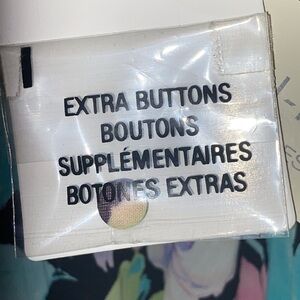 EXTRA BUTTONS
BOUTONS
SUPPLÉMENTAIRES
BOTONES EXTRAS